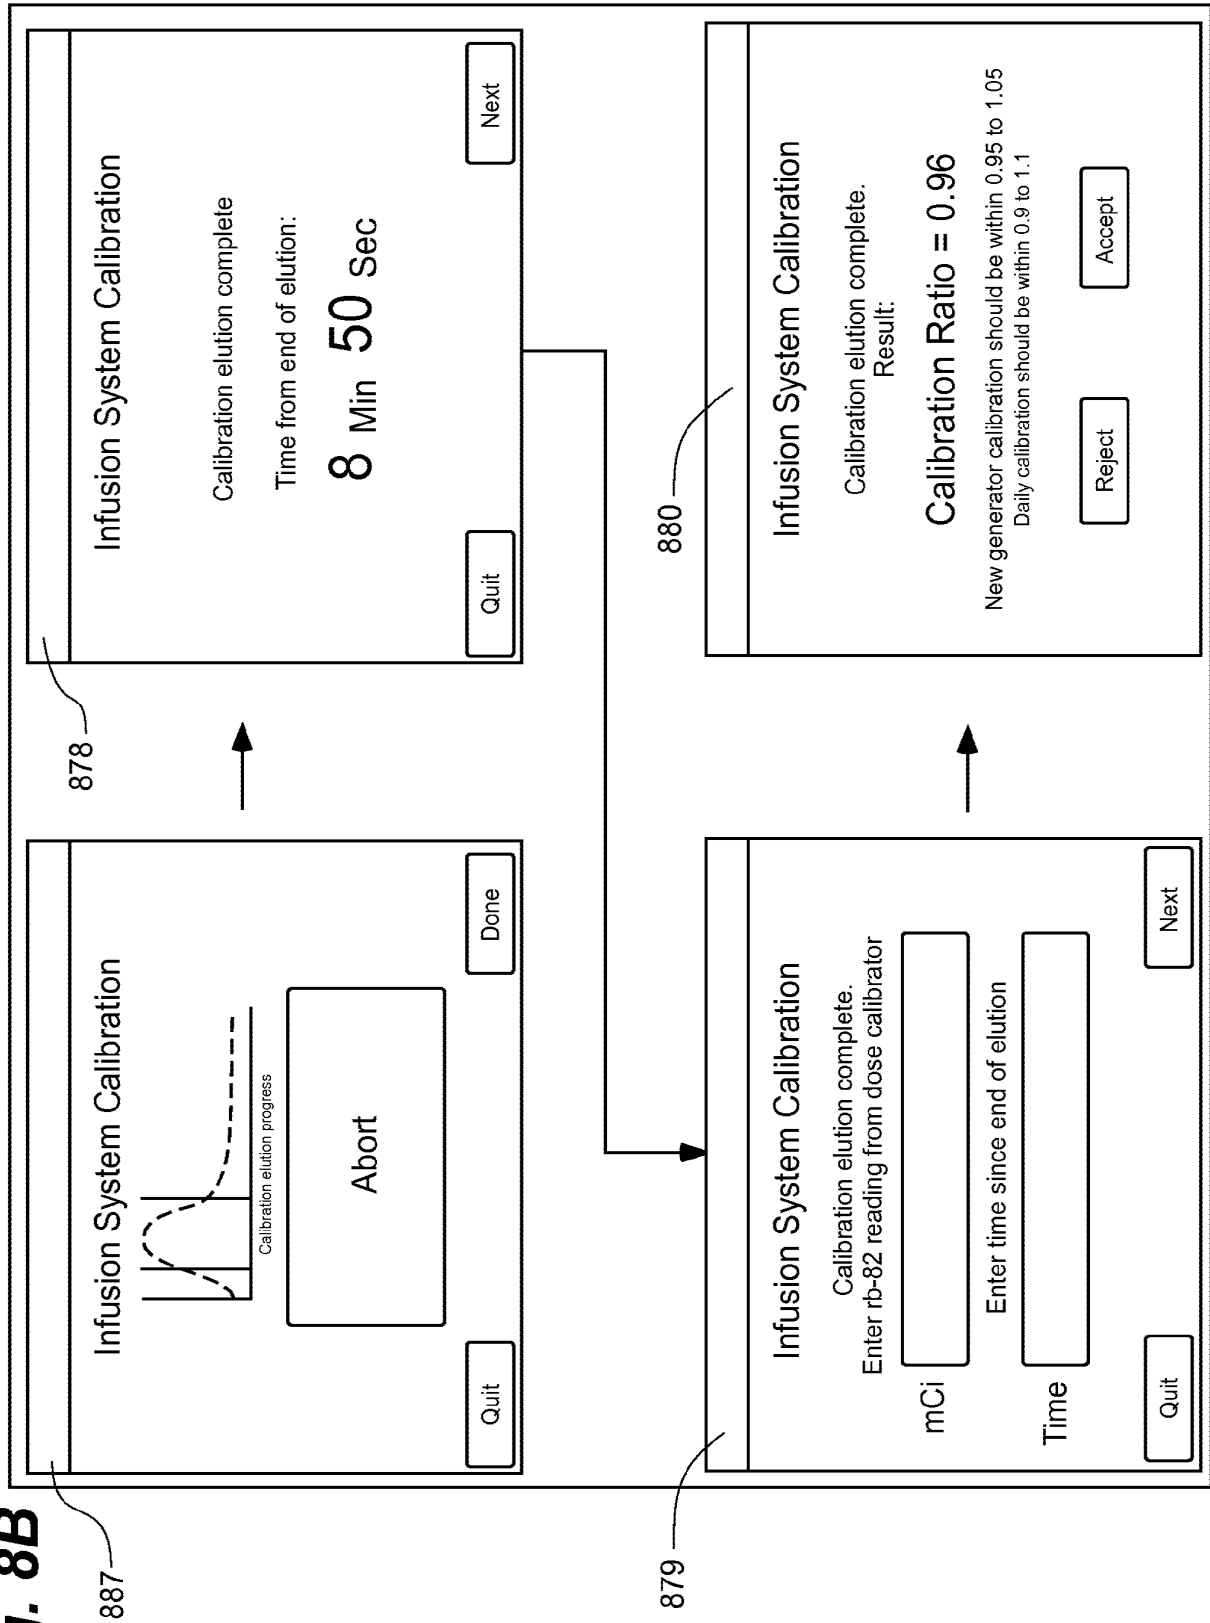 8B
887
Infusion System Calibration
Calibration elution progress
Abort
Quit
Done
878
Infusion System Calibration
Calibration elution complete
Time from end of elution:
8 Min 50 Sec
Quit
Next
879
Infusion System Calibration
Calibration elution complete.
Enter rb-82 reading from dose calibrator
mCi
Enter time since end of elution
Time
Quit
Next
880
Infusion System Calibration
Calibration elution complete.
Result:
Calibration Ratio = 0.96
New generator calibration should be within 0.95 to 1.05
Daily calibration should be within 0.9 to 1.1
Reject
Accept